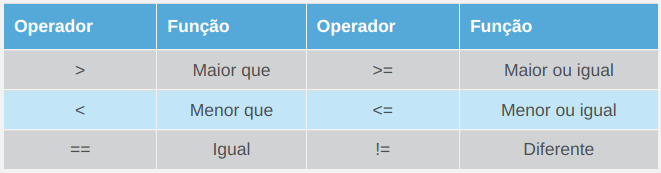 Operador Função Operador Função
> Maior que >= Maior ou igual
< Menor que <= Menor ou igual
== Igual != Diferente